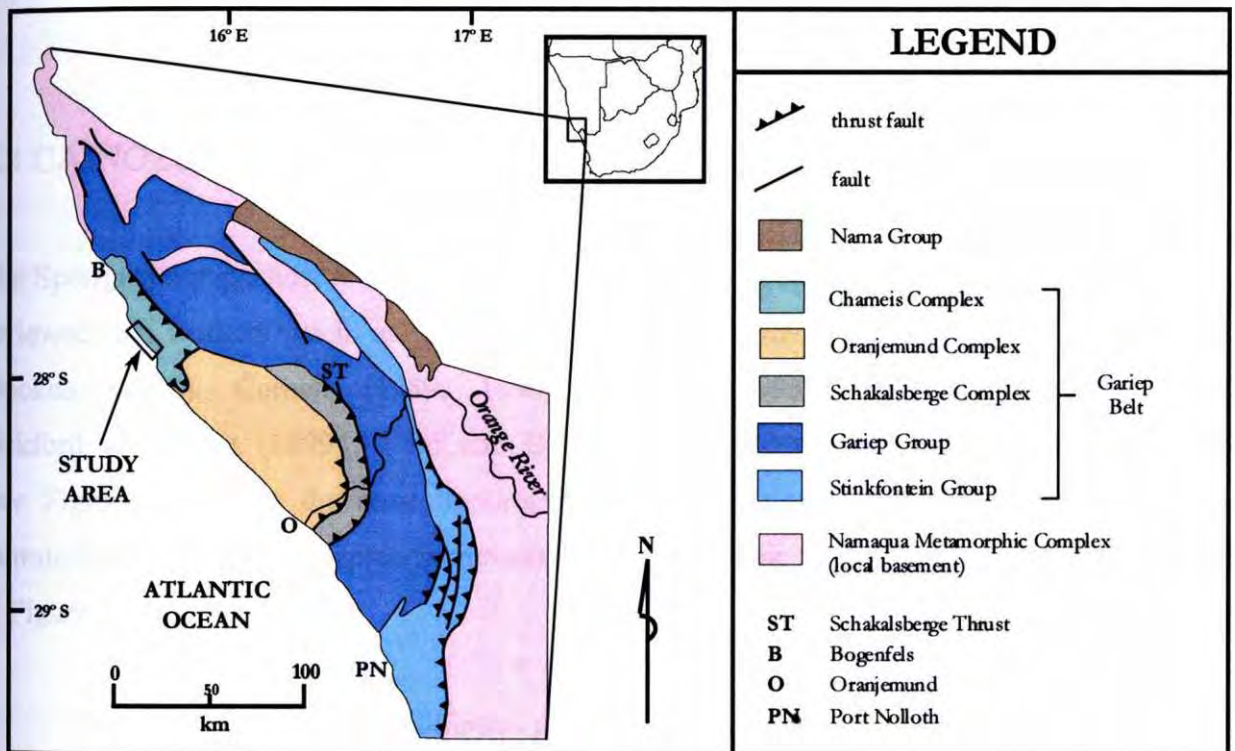 16° E
17° E
28° S
29° S
B
STUDY
AREA
ST
Orange River
O
ATLANTIC
OCEAN
PN
N
0
50
100
km
LEGEND
thrust fault
fault
Nama Group
Chameis Complex
Oranjemund Complex
Schakalsberge Complex
Gariep Group
Stinkfontein Group
Gariep
Belt
Namaqua Metamorphic Complex
(local basement)
ST Schakalsberge Thrust
B Bogenfels
O Oranjemund
PN Port Nolloth